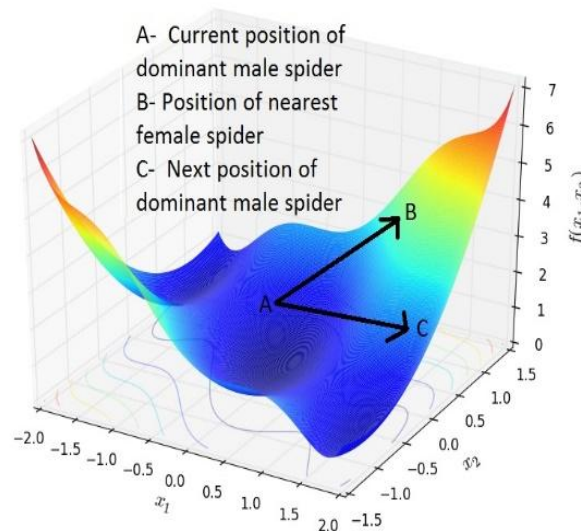 A- Current position of
dominant male spider
B- Position of nearest
female spider
C- Next position of
dominant male spider
7
6
5
4
3
2
1
0
B
A
C
−2.0
−1.5
−1.0
−0.5
0.0
0.5
1.0
1.5
2.0
x₁
−1.5
−1.0
−0.5
0.0
0.5
1.0
1.5
x₂